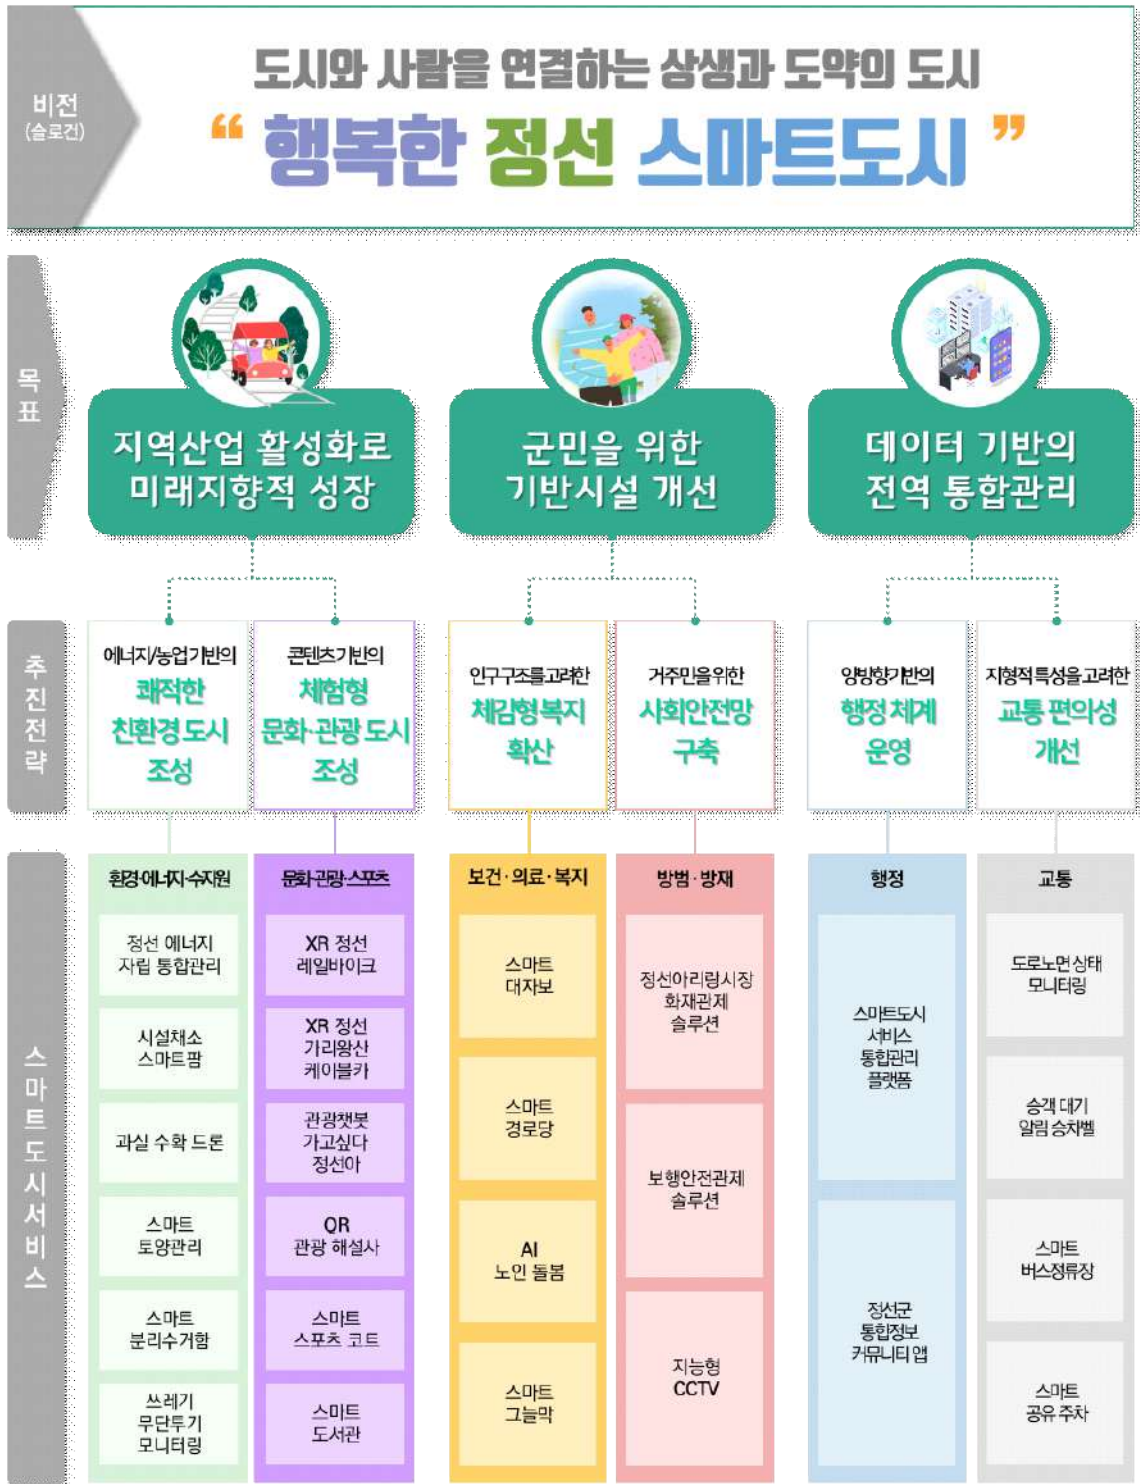 비전
(슬로건)
도시와 사람을 연결하는 상생과 도약의 도시
“ 행복한 정선 스마트도시 ”
목표
지역산업 활성화로
미래지향적 성장
군민을 위한
기반시설 개선
데이터 기반의
전역 통합관리
추진전략
에너지/농업 기반의
쾌적한
친환경 도시
조성
콘텐츠 기반의
체험형
문화·관광 도시
조성
인구구조를 고려한
체감형 복지
확산
거주민을 위한
사회안전망
구축
양방향 기반의
행정 체계
운영
지형적 특성을 고려한
교통 편의성
개선
스마트도시서비스
환경·에너지·수자원
정선 에너지
자립 통합관리
시설채소
스마트팜
과실 수확 드론
스마트
토양관리
스마트
분리수거함
쓰레기
무단투기
모니터링
문화·관광·스포츠
XR 정선
레일바이크
XR 정선
가리왕산
케이블카
관광챗봇
가고싶다
정선아
QR
관광 해설사
스마트
스포츠 코트
스마트
도서관
보건·의료·복지
스마트
대자보
스마트
경로당
AI
노인 돌봄
스마트
그늘막
방범·방재
정선아리랑시장
화재관제
솔루션
보행안전관제
솔루션
지능형
CCTV
행정
스마트도시
서비스
통합관리
플랫폼
정선군
통합정보
커뮤니티 앱
교통
도로노면 상태
모니터링
승객 대기
알림 승차벨
스마트
버스정류장
스마트
공유 주차